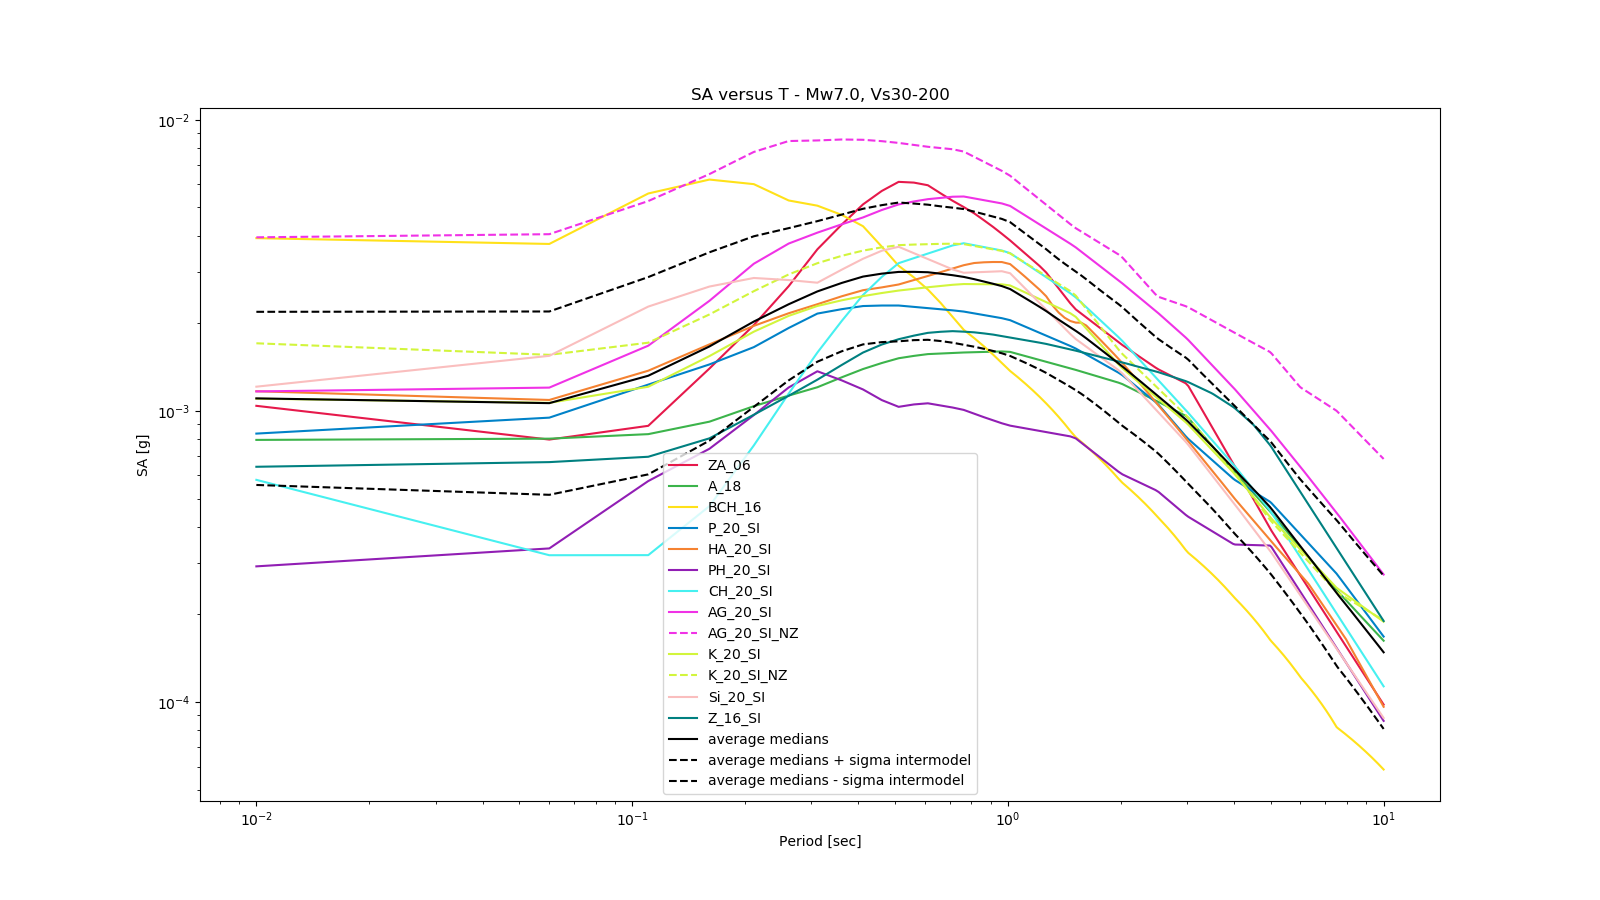 SA versus T - Mw7.0, Vs30-200
10⁻²
10⁻³
10⁻⁴
SA [g]
ZA_06
A_18
BCH_16
P_20_SI
HA_20_SI
PH_20_SI
CH_20_SI
AG_20_SI
AG_20_SI_NZ
K_20_SI
K_20_SI_NZ
Si_20_SI
Z_16_SI
average medians
average medians + sigma intermodel
average medians - sigma intermodel
10⁻² 10⁻¹ 10⁰ 10¹
Period [sec]